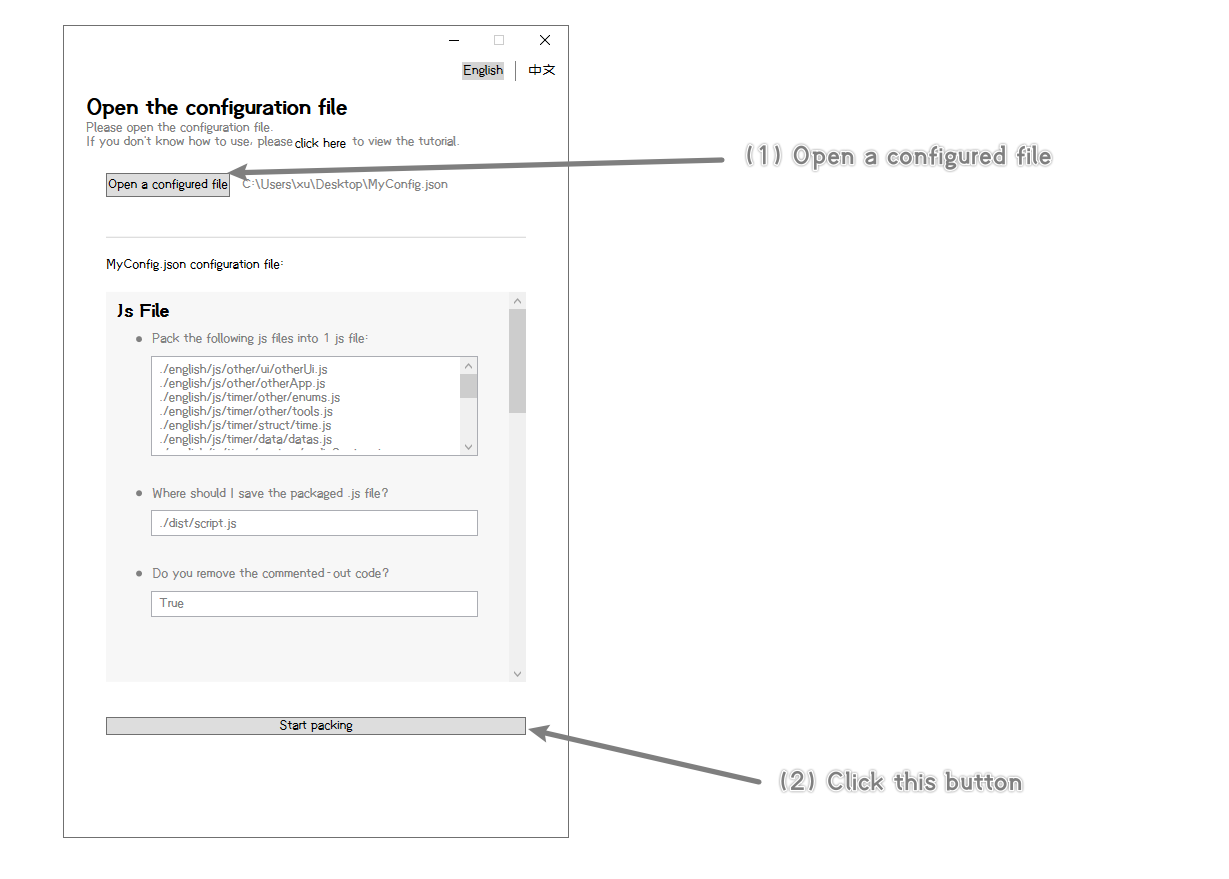 English
中文
Open the configuration file
Please open the configuration file.
If you don't know how to use, please click here to view the tutorial.
(1) Open a configured file
Open a configured file
C:\Users\xu\Desktop\MyConfig.json
MyConfig.json configuration file:
Js File
Pack the following js files into 1 js file:
./english/js/other/ui/otherUi.js
./english/js/other/otherApp.js
./english/js/timer/other/enums.js
./english/js/timer/other/tools.js
./english/js/timer/struct/time.js
./english/js/timer/data/datas.js
Where should I save the packaged .js file?
./dist/script.js
Do you remove the commented-out code?
True
Start packing
(2) Click this button